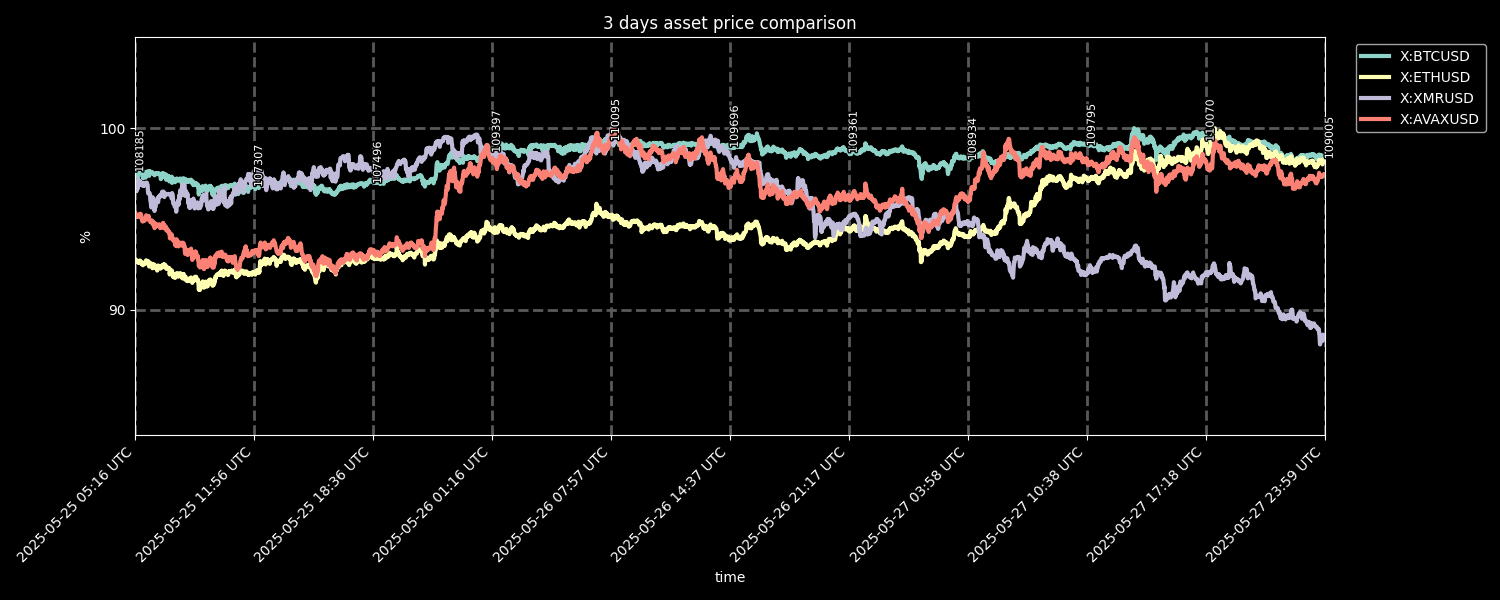 3 days asset price comparison
X:BTCUSD
X:ETHUSD
X:XMRUSD
X:AVAXUSD
100
90
%
108185
107307
107496
109397
110095
109696
109361
108934
109795
110070
109005
2025-05-25 05:16 UTC
2025-05-25 11:56 UTC
2025-05-25 18:36 UTC
2025-05-26 01:16 UTC
2025-05-26 07:57 UTC
2025-05-26 14:37 UTC
2025-05-26 21:17 UTC
2025-05-27 03:58 UTC
2025-05-27 10:38 UTC
2025-05-27 17:18 UTC
2025-05-27 23:59 UTC
time